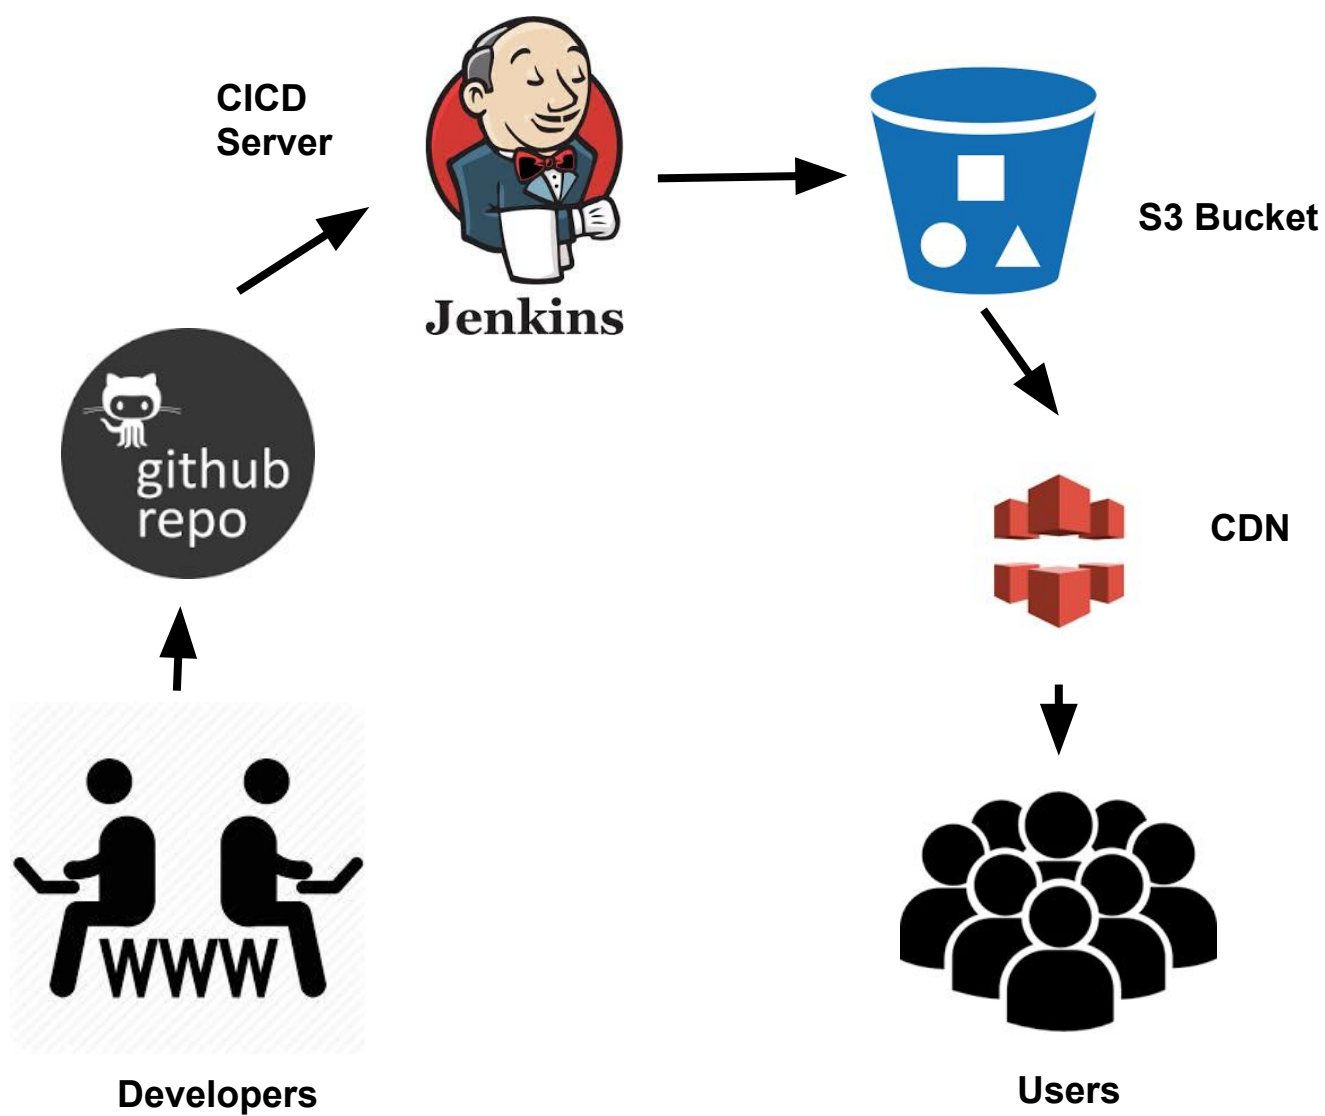 CICD
Server
Jenkins
S3 Bucket
github
repo
CDN
WWW
Developers
Users